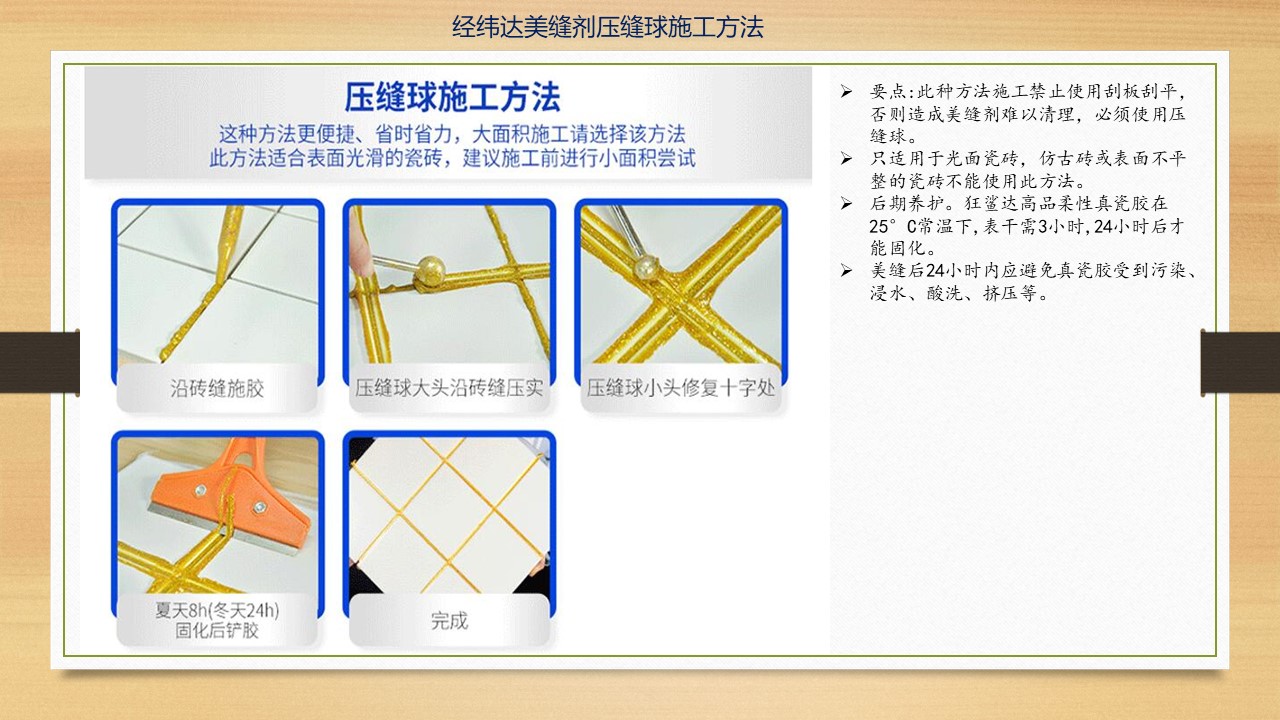 经纬达美缝剂压缝球施工方法
压缝球施工方法
这种方法更便捷、省时省力，大面积施工请选择该方法
此方法适合表面光滑的瓷砖，建议施工前进行小面积尝试
沿砖缝施胶
压缝球大头沿砖缝压实
压缝球小头修复十字处
夏天8h(冬天24h)
固化后铲胶
完成
➢ 要点:此种方法施工禁止使用刮板刮平，
否则造成美缝剂难以清理，必须使用压
缝球。
➢ 只适用于光面瓷砖，仿古砖或表面不平
整的瓷砖不能使用此方法。
➢ 后期养护。狂鲨达高品柔性真瓷胶在
25°C常温下,表干需3小时,24小时后才
能固化。
➢ 美缝后24小时内应避免真瓷胶受到污染、
浸水、酸洗、挤压等。